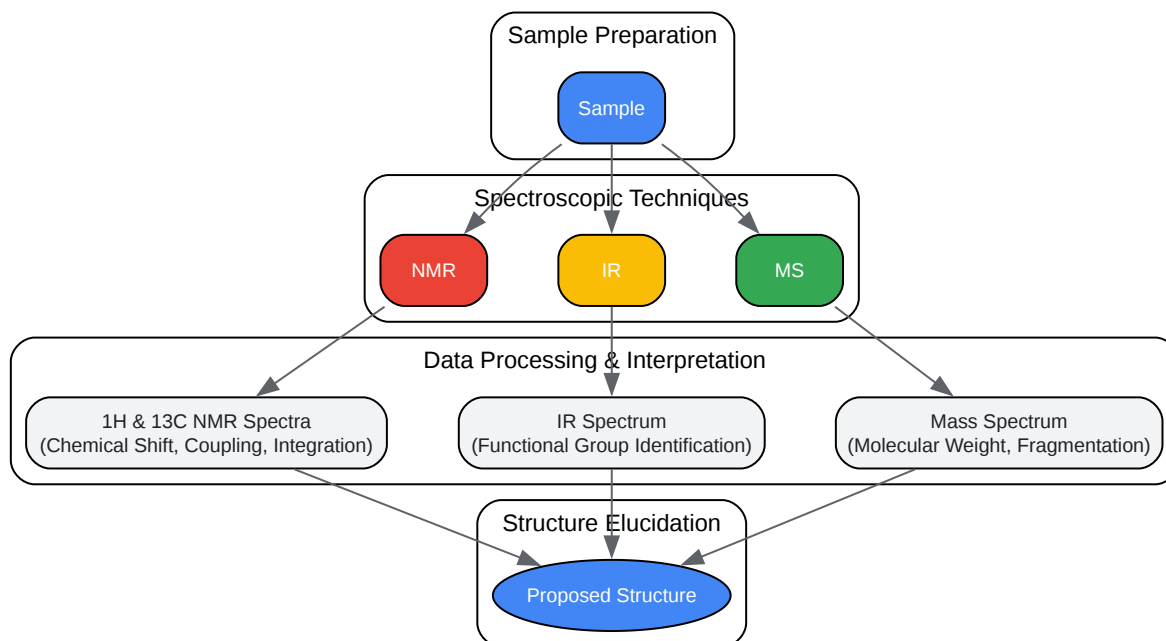 Sample Preparation
Sample
Spectroscopic Techniques
NMR
IR
MS
Data Processing & Interpretation
1H & 13C NMR Spectra
(Chemical Shift, Coupling, Integration)
IR Spectrum
(Functional Group Identification)
Mass Spectrum
(Molecular Weight, Fragmentation)
Structure Elucidation
Proposed Structure